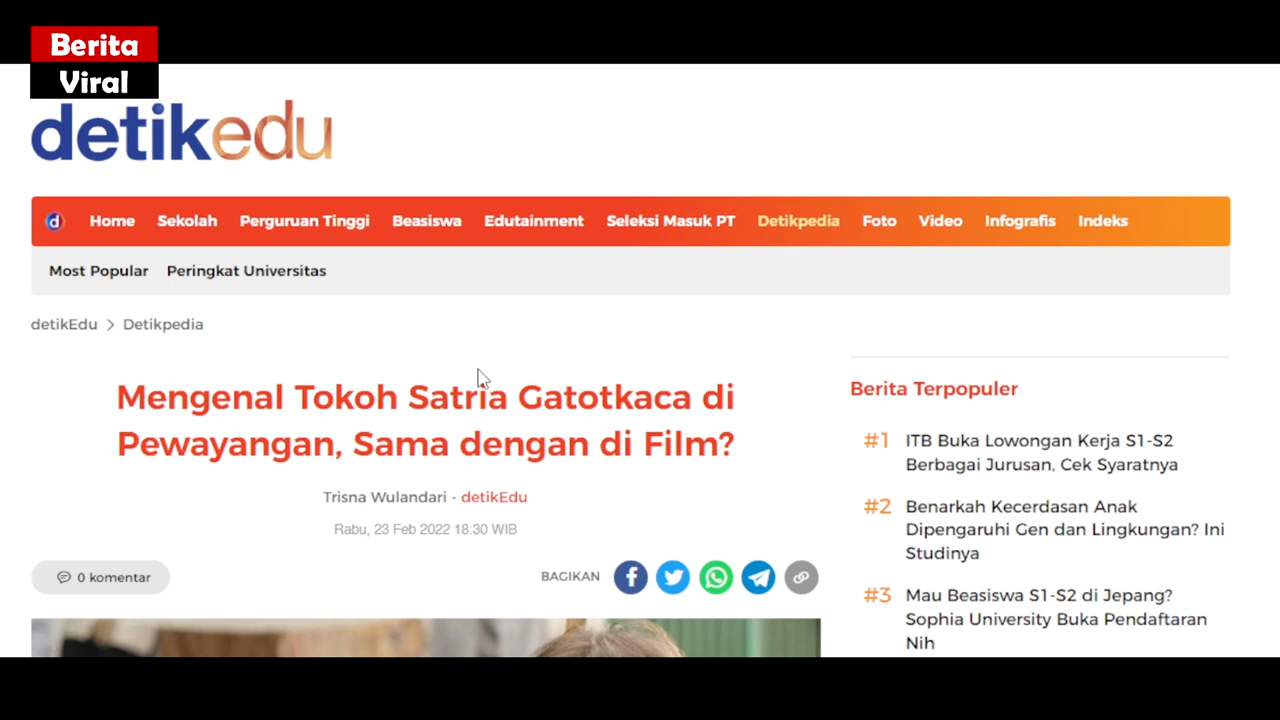 Berita
Viral
detikedu
d Home Sekolah Perguruan Tinggi Beasiswa Edutainment Seleksi Masuk PT Detikpedia Foto Video Infografis Indeks
Most Popular Peringkat Universitas
detikEdu > Detikpedia
Mengenal Tokoh Satria Gatotkaca di
Pewayangan, Sama dengan di Film?
Trisna Wulandari - detikEdu
Rabu, 23 Feb 2022 18:30 WIB
0 komentar
BAGIKAN
Berita Terpopuler
#1 ITB Buka Lowongan Kerja S1-S2
Berbagai Jurusan, Cek Syaratnya
#2 Benarkah Kecerdasan Anak
Dipengaruhi Gen dan Lingkungan? Ini
Studinya
#3 Mau Beasiswa S1-S2 di Jepang?
Sophia University Buka Pendaftaran
Nih